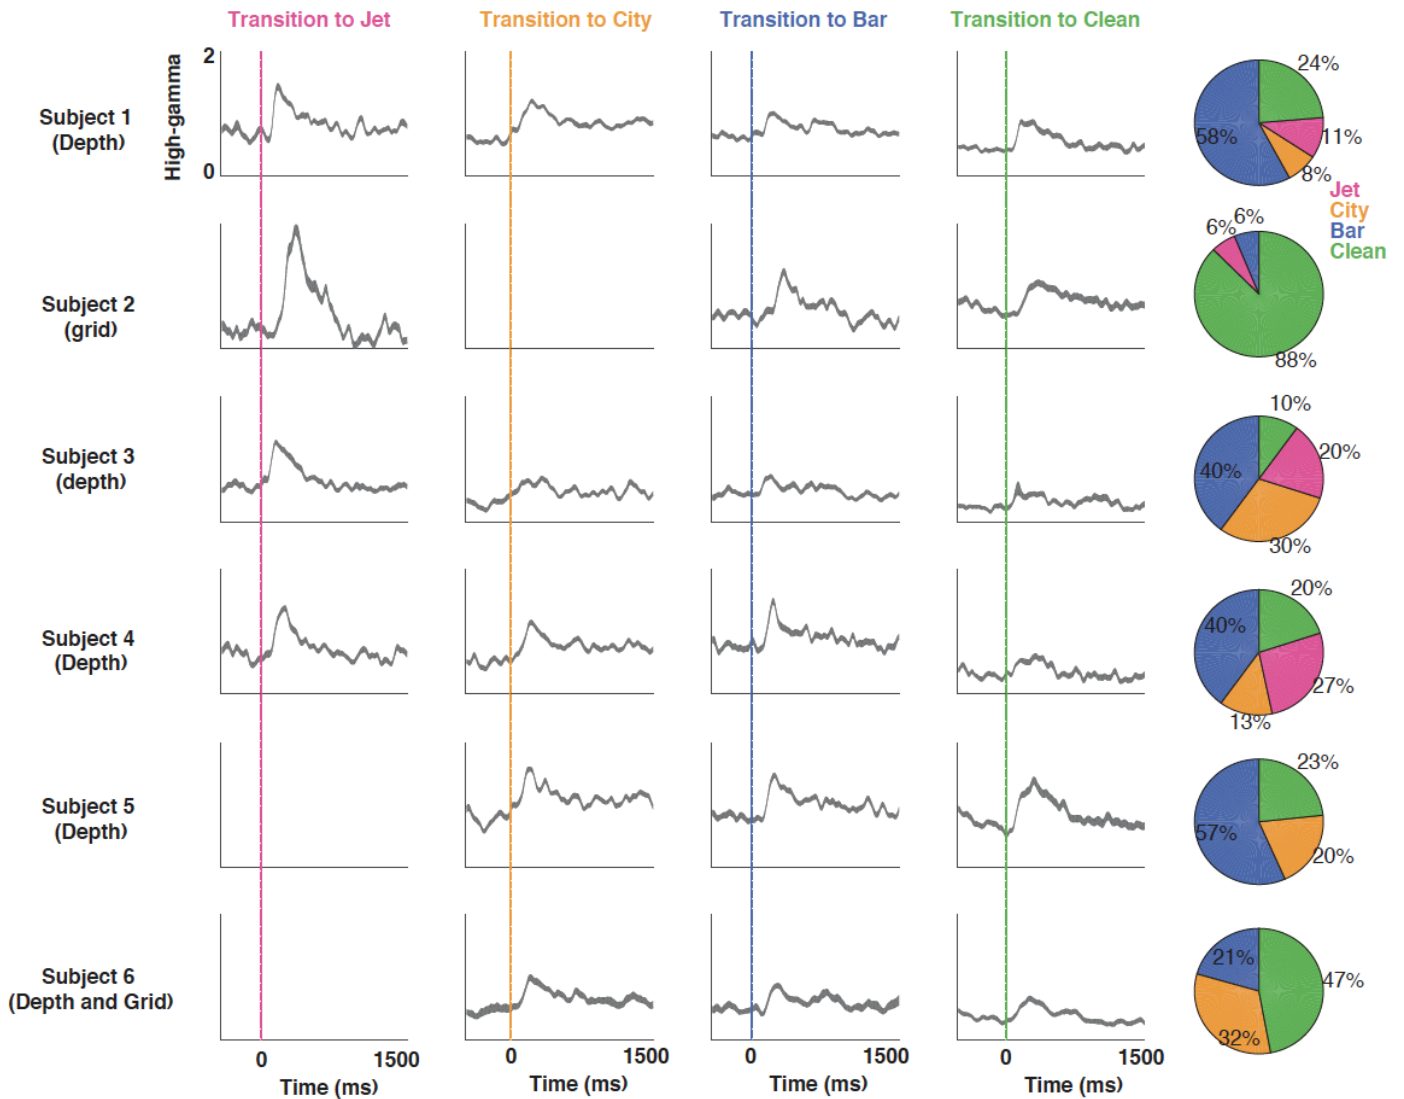 Transition to Jet
Transition to City
Transition to Bar
Transition to Clean
2
High-gamma
0
Subject 1
(Depth)
24%
58%
11%
8%
Jet
City
Bar
Clean
Subject 2
(grid)
6%
6%
88%
Subject 3
(depth)
10%
20%
40%
30%
Subject 4
(Depth)
20%
40%
27%
13%
Subject 5
(Depth)
23%
57%
20%
Subject 6
(Depth and Grid)
21%
47%
32%
0 1500
Time (ms)
0 1500
Time (ms)
0 1500
Time (ms)
0 1500
Time (ms)